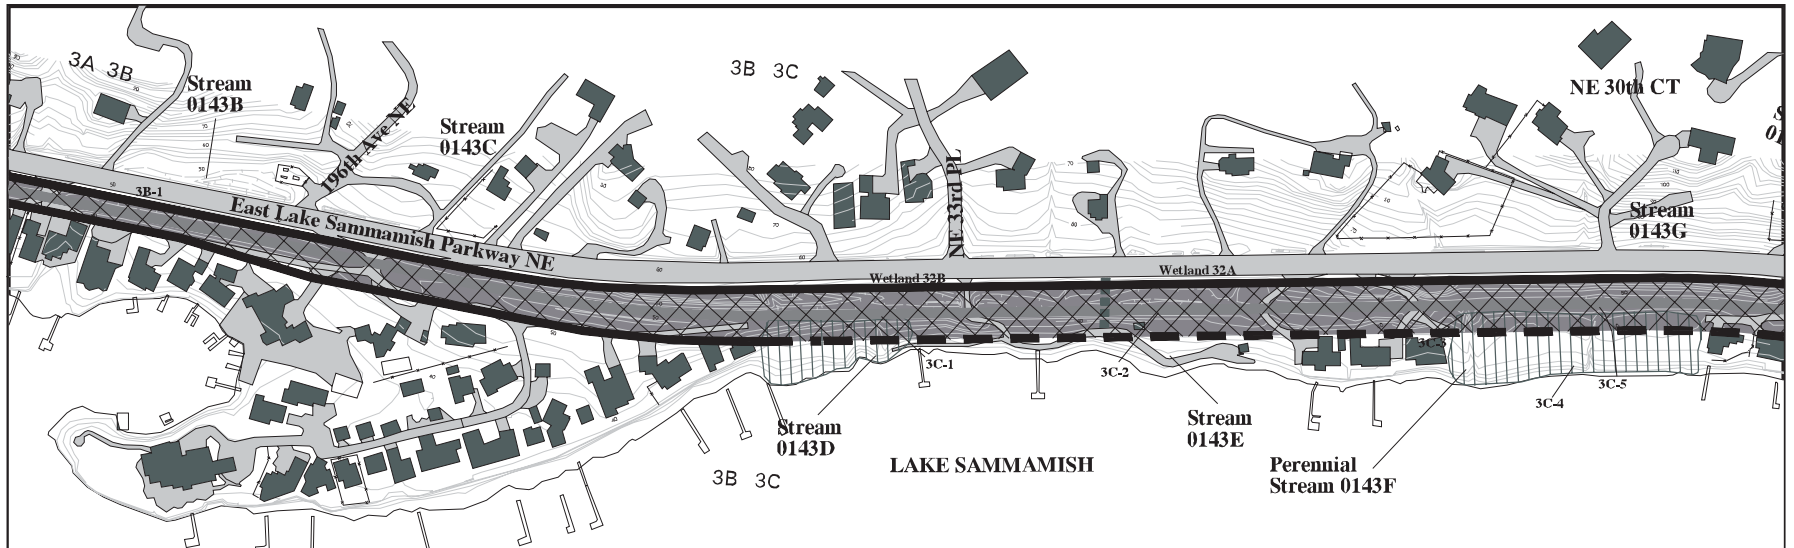 3A 3B
Stream
0143B
3B-1
196th Ave NE
Stream
0143C
East Lake Sammamish Parkway NE
3B 3C
NE 33rd PL
Wetland 32B
Wetland 32A
NE 30th CT
Stream
0143G
3C-1
3C-2
3C-3
3C-4
3C-5
Stream
0143D
3B 3C
LAKE SAMMAMISH
Stream
0143E
Perennial
Stream 0143F